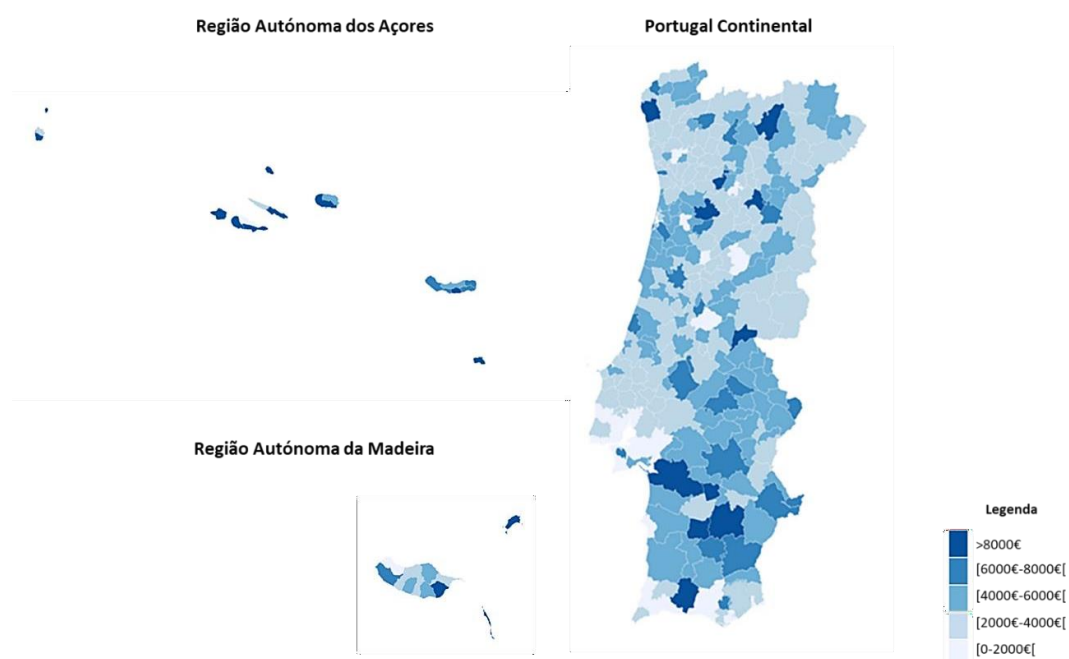 Região Autónoma dos Açores
Portugal Continental
Região Autónoma da Madeira
Legenda
>8000€
[6000€-8000€[
[4000€-6000€[
[2000€-4000€[
[0-2000€[